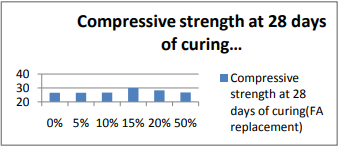 Compressive strength at 28 days
of curing…
40
30
20
0% 5% 10% 15% 20% 50%
Compressive
strength at 28
days of curing(FA
replacement)